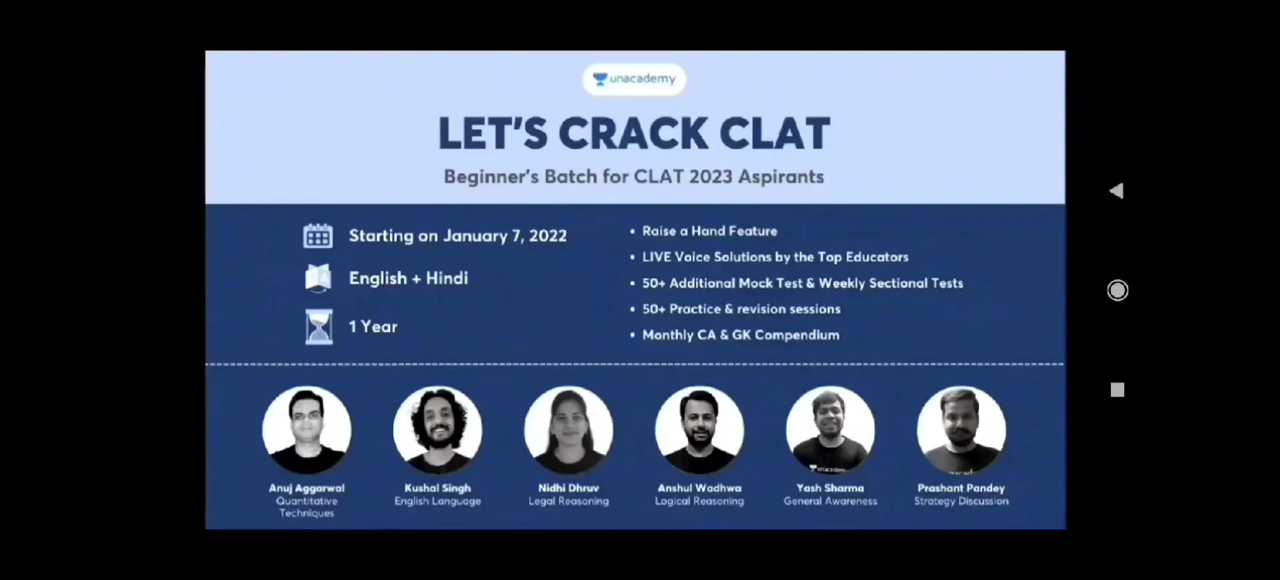 unacademy
LET'S CRACK CLAT
Beginner's Batch for CLAT 2023 Aspirants
Starting on January 7, 2022
English + Hindi
1 Year
• Raise a Hand Feature
• LIVE Voice Solutions by the Top Educators
• 50+ Additional Mock Test & Weekly Sectional Tests
• 50+ Practice & revision sessions
• Monthly CA & GK Compendium
Anuj Aggarwal
Quantitative
Techniques
Kushal Singh
English Language
Nidhi Dhruv
Legal Reasoning
Anshul Wadhwa
Logical Reasoning
unacademy
Yash Sharma
General Awareness
Prashant Pandey
Strategy Discussion